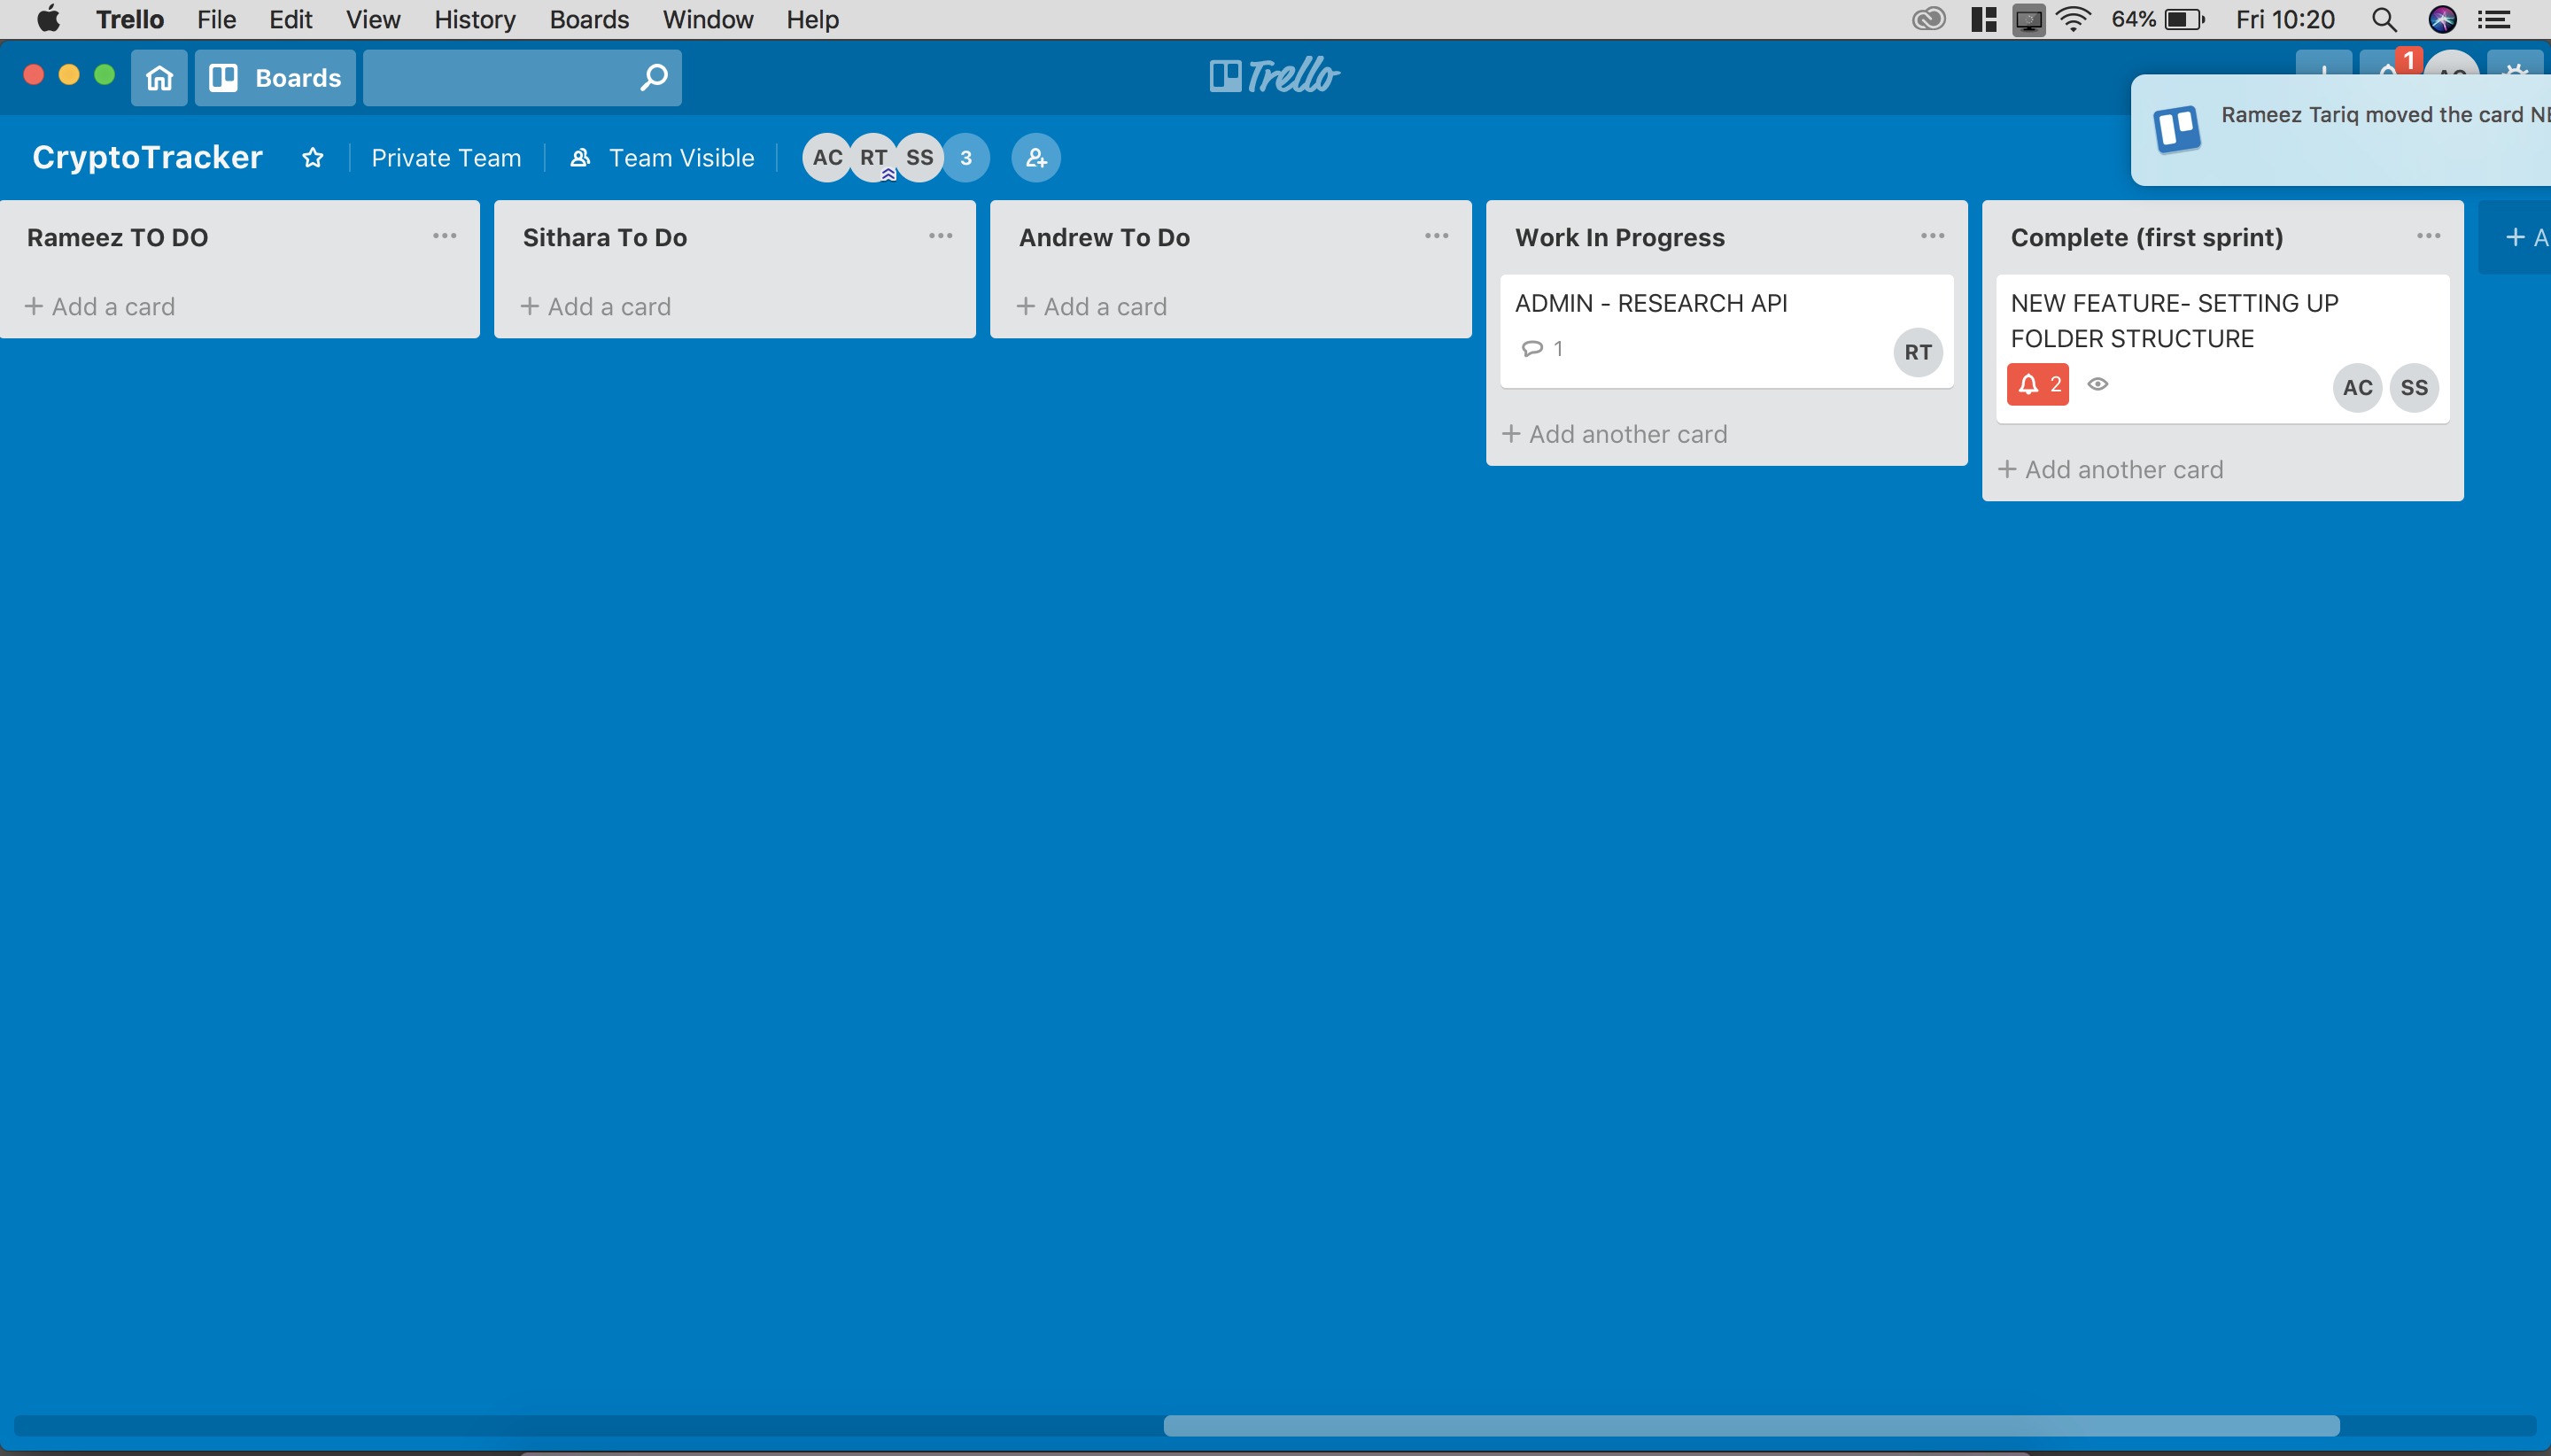 Trello File Edit View History Boards Window Help 64% Fri 10:20
Boards
Trello
1
Rameez Tariq moved the card NE
CryptoTracker Private Team Team Visible AC RT SS 3
Rameez TO DO
+ Add a card
Sithara To Do
+ Add a card
Andrew To Do
+ Add a card
Work In Progress
ADMIN - RESEARCH API
1 RT
+ Add another card
Complete (first sprint)
NEW FEATURE- SETTING UP
FOLDER STRUCTURE
2 AC SS
+ Add another card
+ A